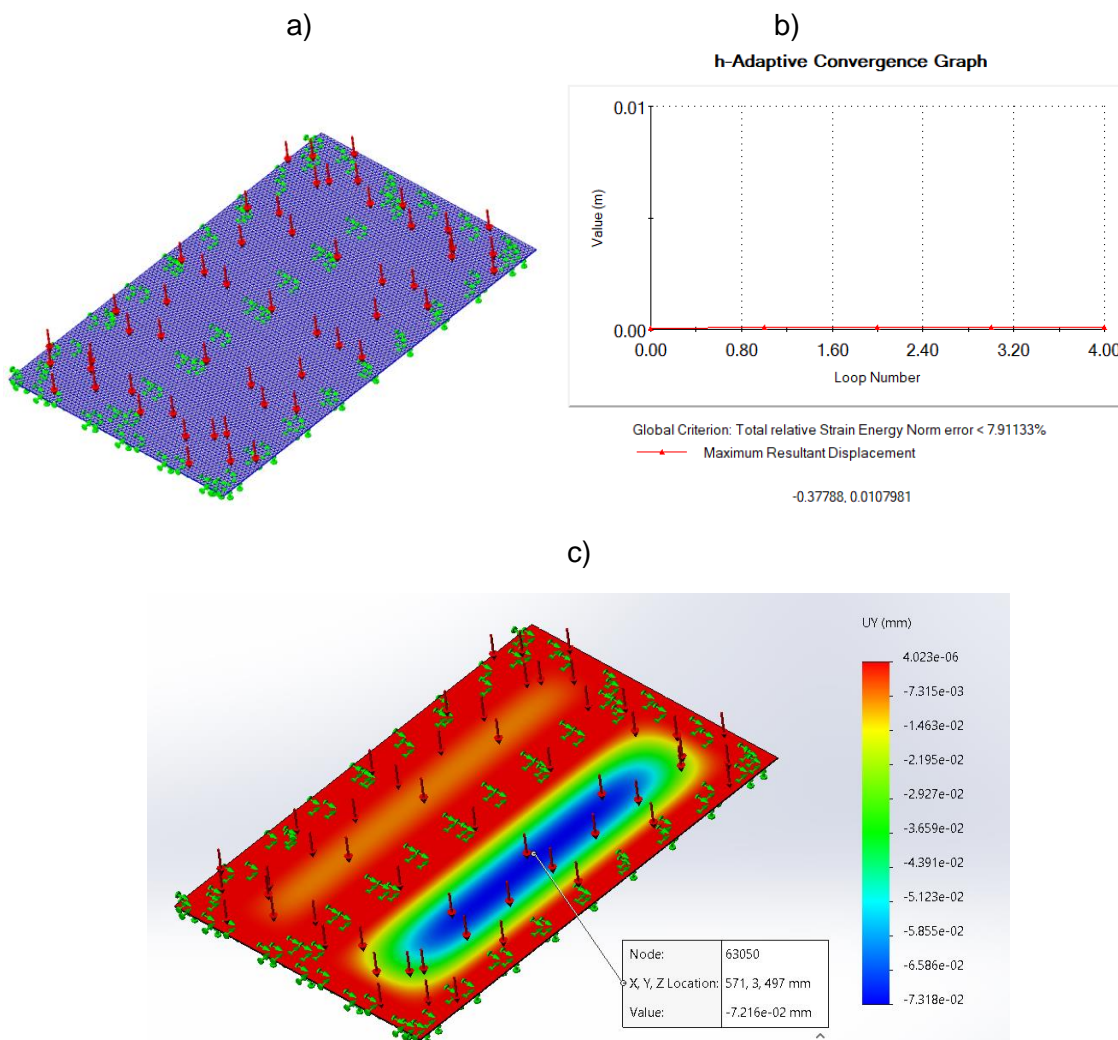 a)
b)
h-Adaptive Convergence Graph
0.01
Value (m)
0.00
0.00 0.80 1.60 2.40 3.20 4.00
Loop Number
Global Criterion: Total relative Strain Energy Norm error < 7.91133%
Maximum Resultant Displacement
-0.37788, 0.0107981
c)
UY (mm)
4.023e-06
-7.315e-03
-1.463e-02
-2.195e-02
-2.927e-02
-3.659e-02
-4.391e-02
-5.123e-02
-5.855e-02
-6.586e-02
-7.318e-02
Node: 63050
X, Y, Z Location: 571, 3, 497 mm
Value: -7.216e-02 mm